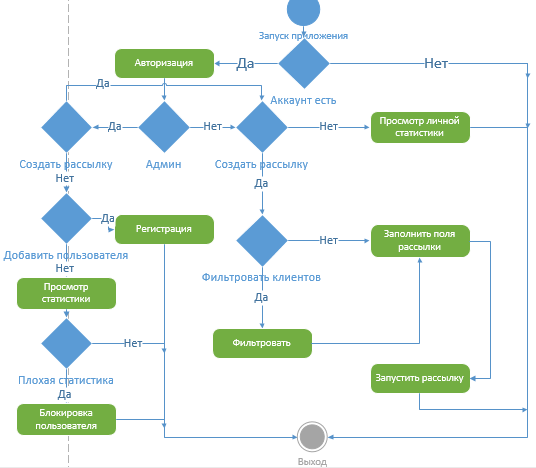 Запуск приложения
Да
Нет
Авторизация
Аккаунт есть
Да
Да
Нет
Нет
Просмотр личной
статистики
Создать рассылку
Админ
Создать рассылку
Нет
Да
Да
Регистрация
Нет
Заполнить поля
рассылки
Добавить пользователя
Нет
Фильтровать клиентов
Просмотр
статистики
Да
Нет
Фильтровать
Плохая статистика
Запустить рассылку
Да
Блокировка
пользователя
Выход